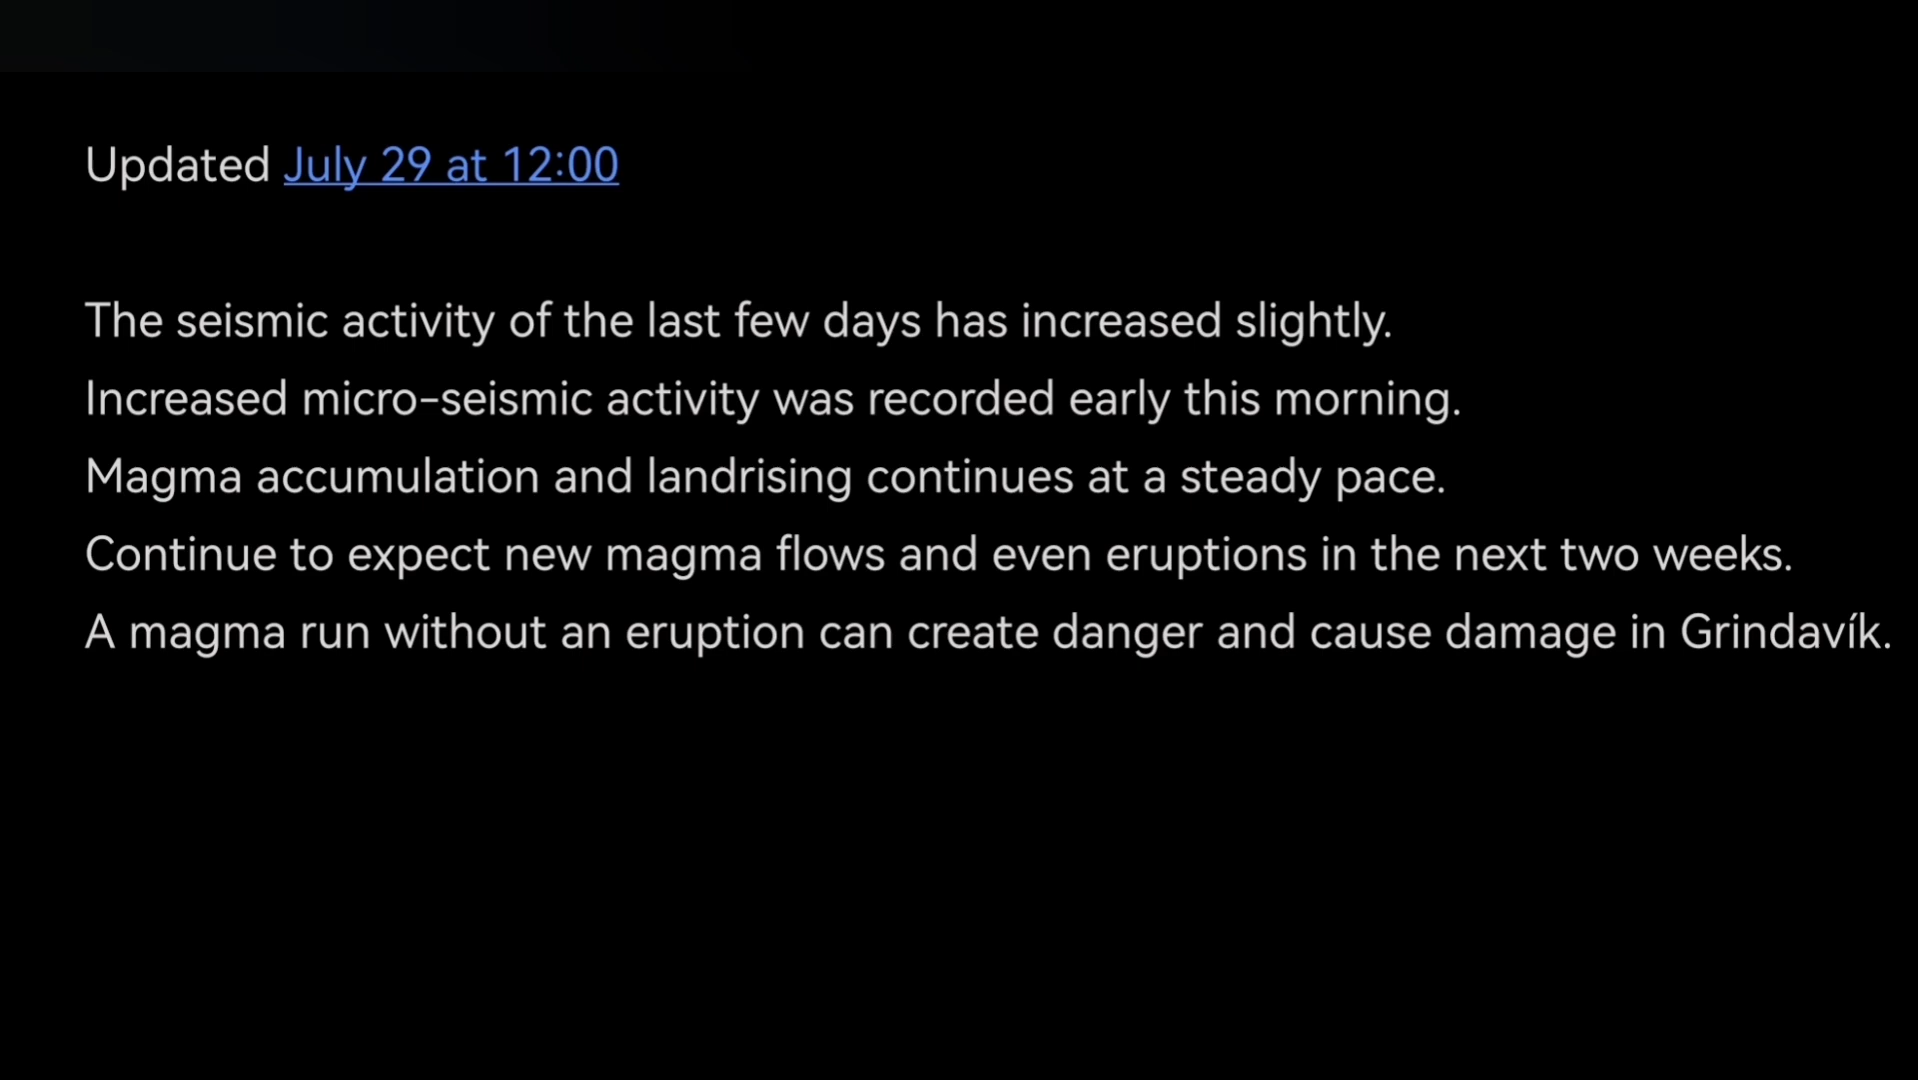 Updated July 29 at 12:00
The seismic activity of the last few days has increased slightly.
Increased micro-seismic activity was recorded early this morning.
Magma accumulation and landrising continues at a steady pace.
Continue to expect new magma flows and even eruptions in the next two weeks.
A magma run without an eruption can create danger and cause damage in Grindavík.